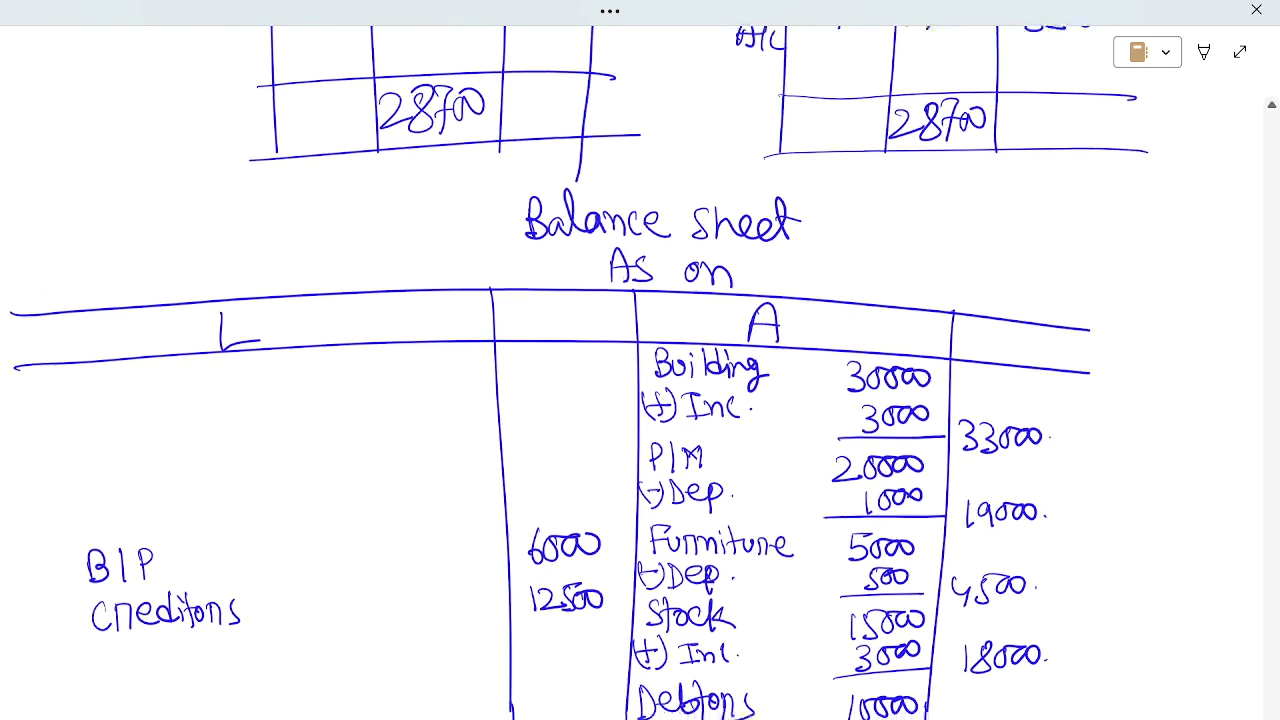 A/C
28700 28700
Balance sheet
As on
L A
Building 30000
(+) Inc. 3000 33000.
P/M 20000
(-) Dep. 1000 19000.
B/P 6000 Furniture 5000
(-) Dep. 500 4500.
Creditors 12500 Stock 15000
(+) Inc. 3000 18000.
Debtors 10000